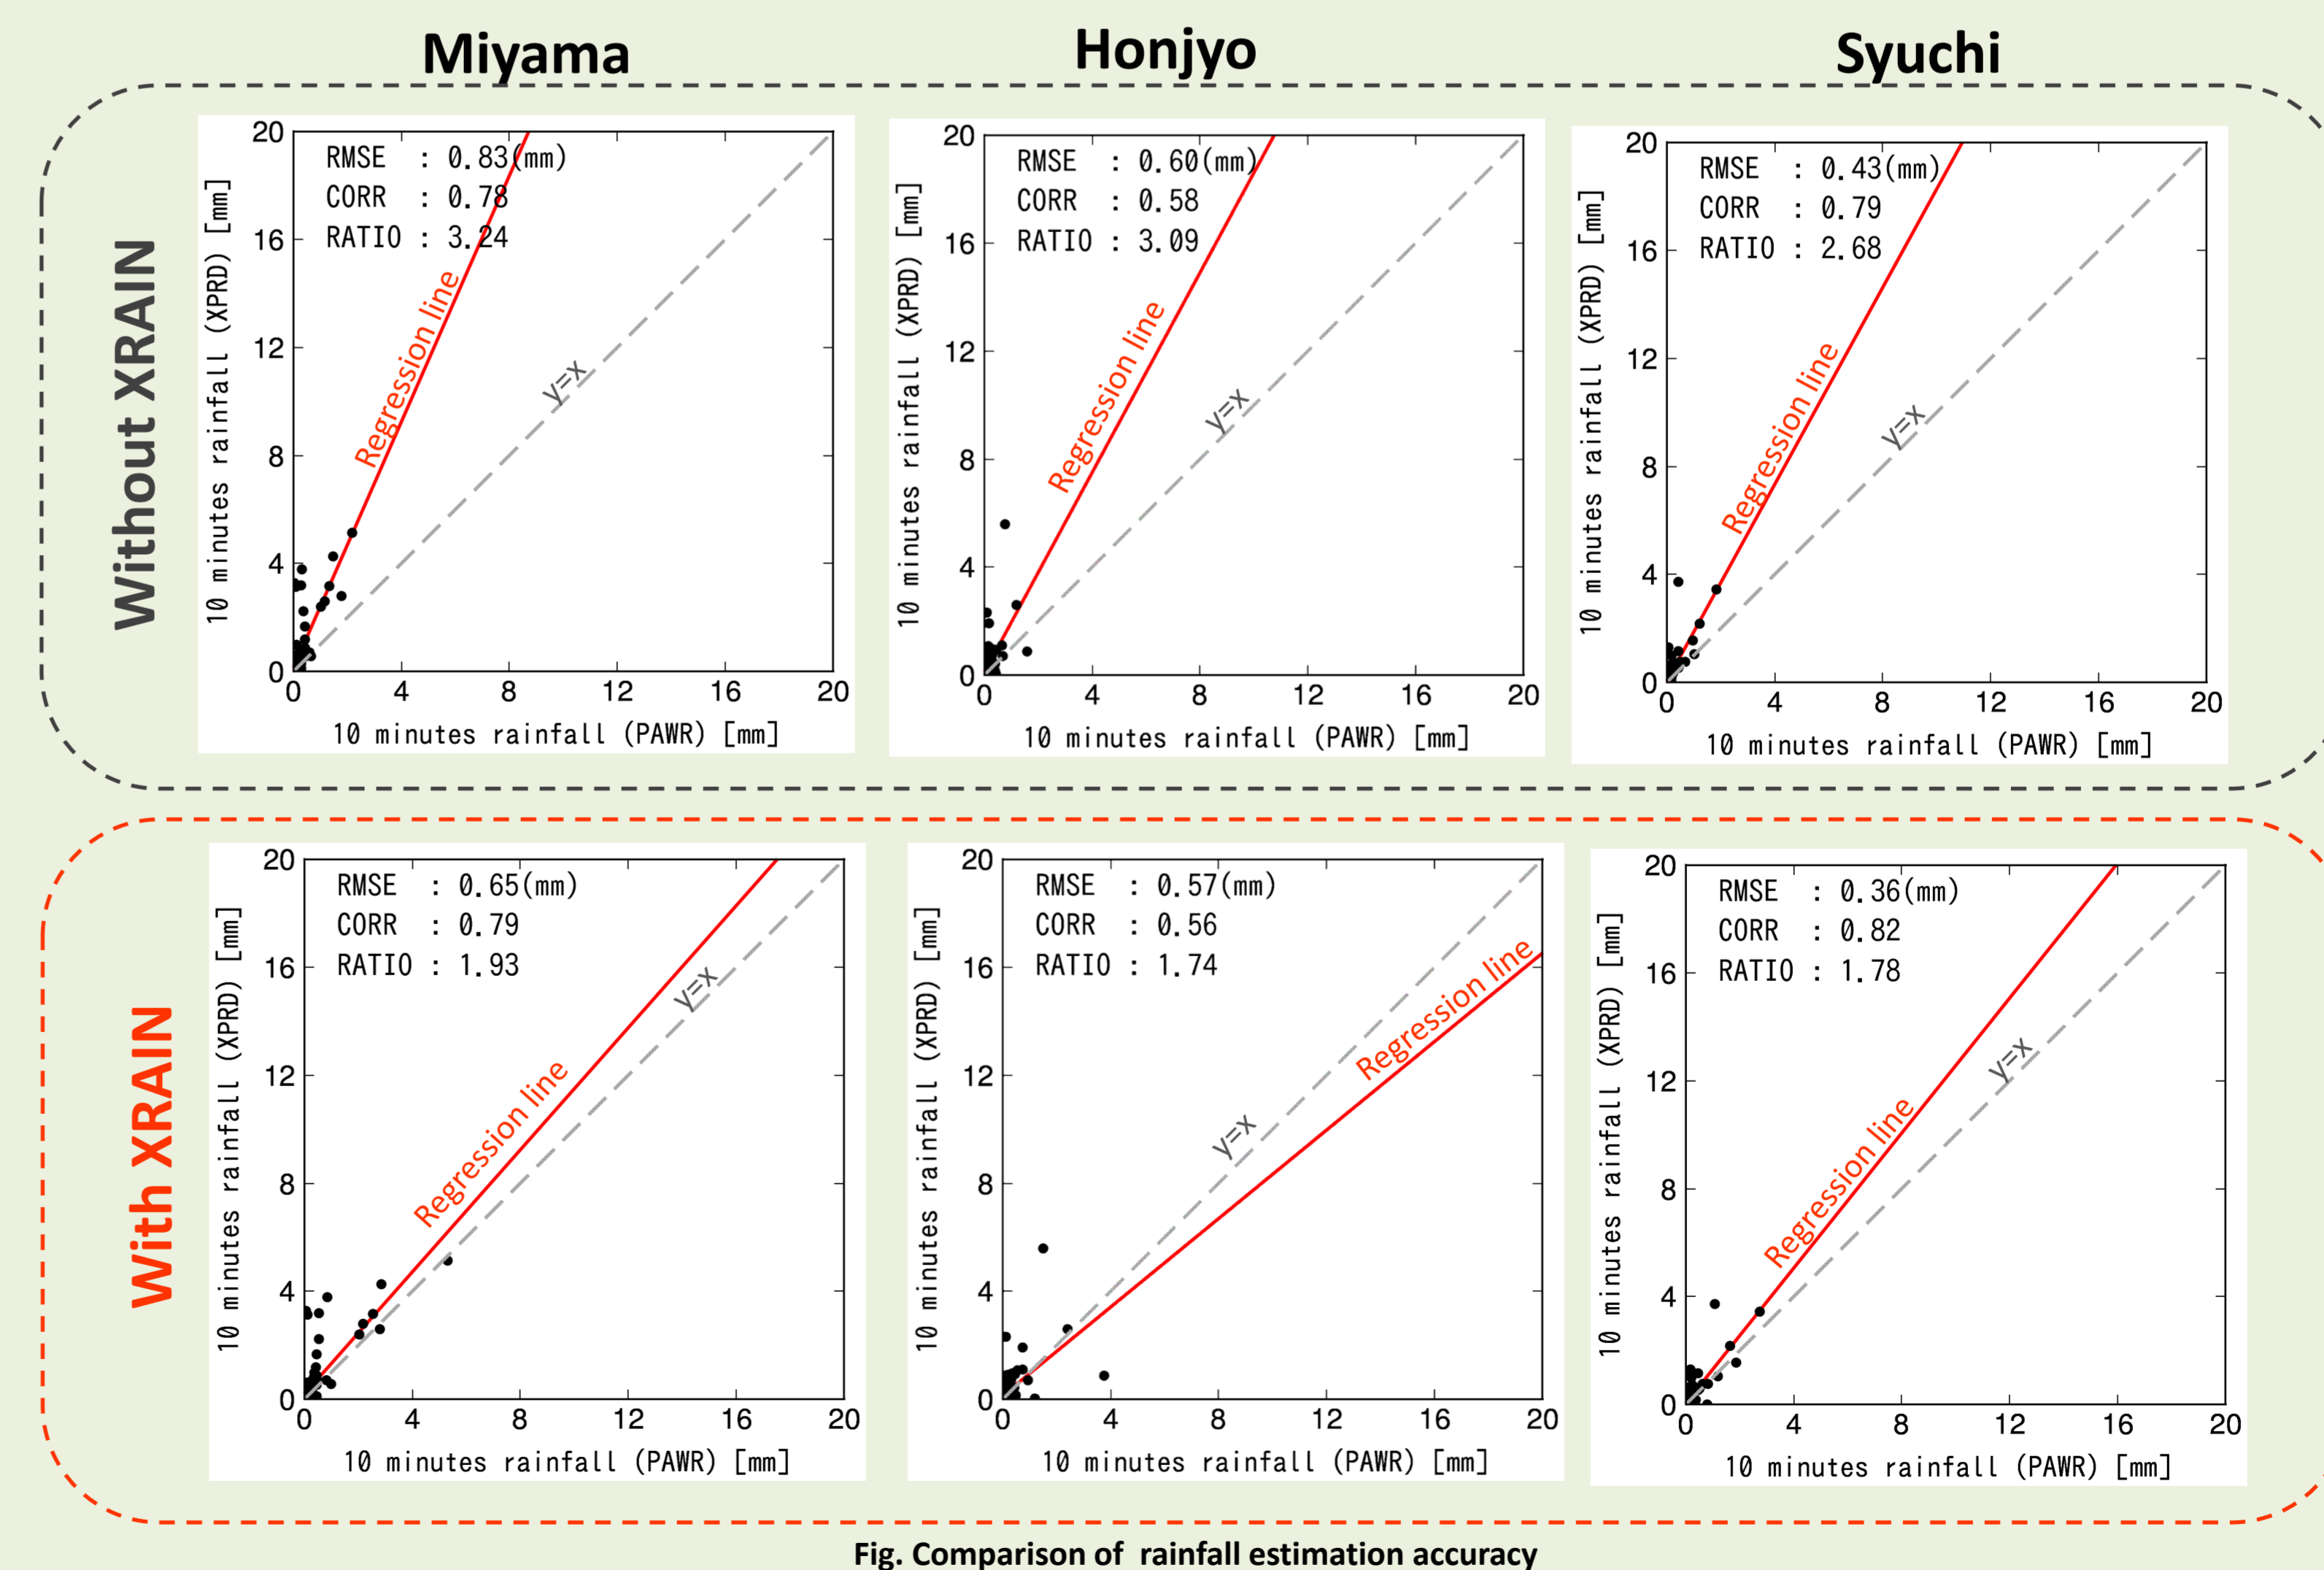 Miyama
Honjyo
Syuchi
Without XRAIN
10 minutes rainfall (XPRD) [mm]
20
16
12
8
4
0
RMSE : 0.83(mm)
CORR : 0.78
RATIO : 3.24
Regression line
y=x
0 4 8 12 16 20
10 minutes rainfall (PAWR) [mm]
10 minutes rainfall (XPRD) [mm]
20
16
12
8
4
0
RMSE : 0.60(mm)
CORR : 0.58
RATIO : 3.09
Regression line
y=x
0 4 8 12 16 20
10 minutes rainfall (PAWR) [mm]
10 minutes rainfall (XPRD) [mm]
20
16
12
8
4
0
RMSE : 0.43(mm)
CORR : 0.79
RATIO : 2.68
Regression line
y=x
0 4 8 12 16 20
10 minutes rainfall (PAWR) [mm]
With XRAIN
10 minutes rainfall (XPRD) [mm]
20
16
12
8
4
0
RMSE : 0.65(mm)
CORR : 0.79
RATIO : 1.93
Regression line
y=x
0 4 8 12 16 20
10 minutes rainfall (PAWR) [mm]
10 minutes rainfall (XPRD) [mm]
20
16
12
8
4
0
RMSE : 0.57(mm)
CORR : 0.56
RATIO : 1.74
Regression line
y=x
0 4 8 12 16 20
10 minutes rainfall (PAWR) [mm]
10 minutes rainfall (XPRD) [mm]
20
16
12
8
4
0
RMSE : 0.36(mm)
CORR : 0.82
RATIO : 1.78
Regression line
y=x
0 4 8 12 16 20
10 minutes rainfall (PAWR) [mm]
Fig. Comparison of rainfall estimation accuracy